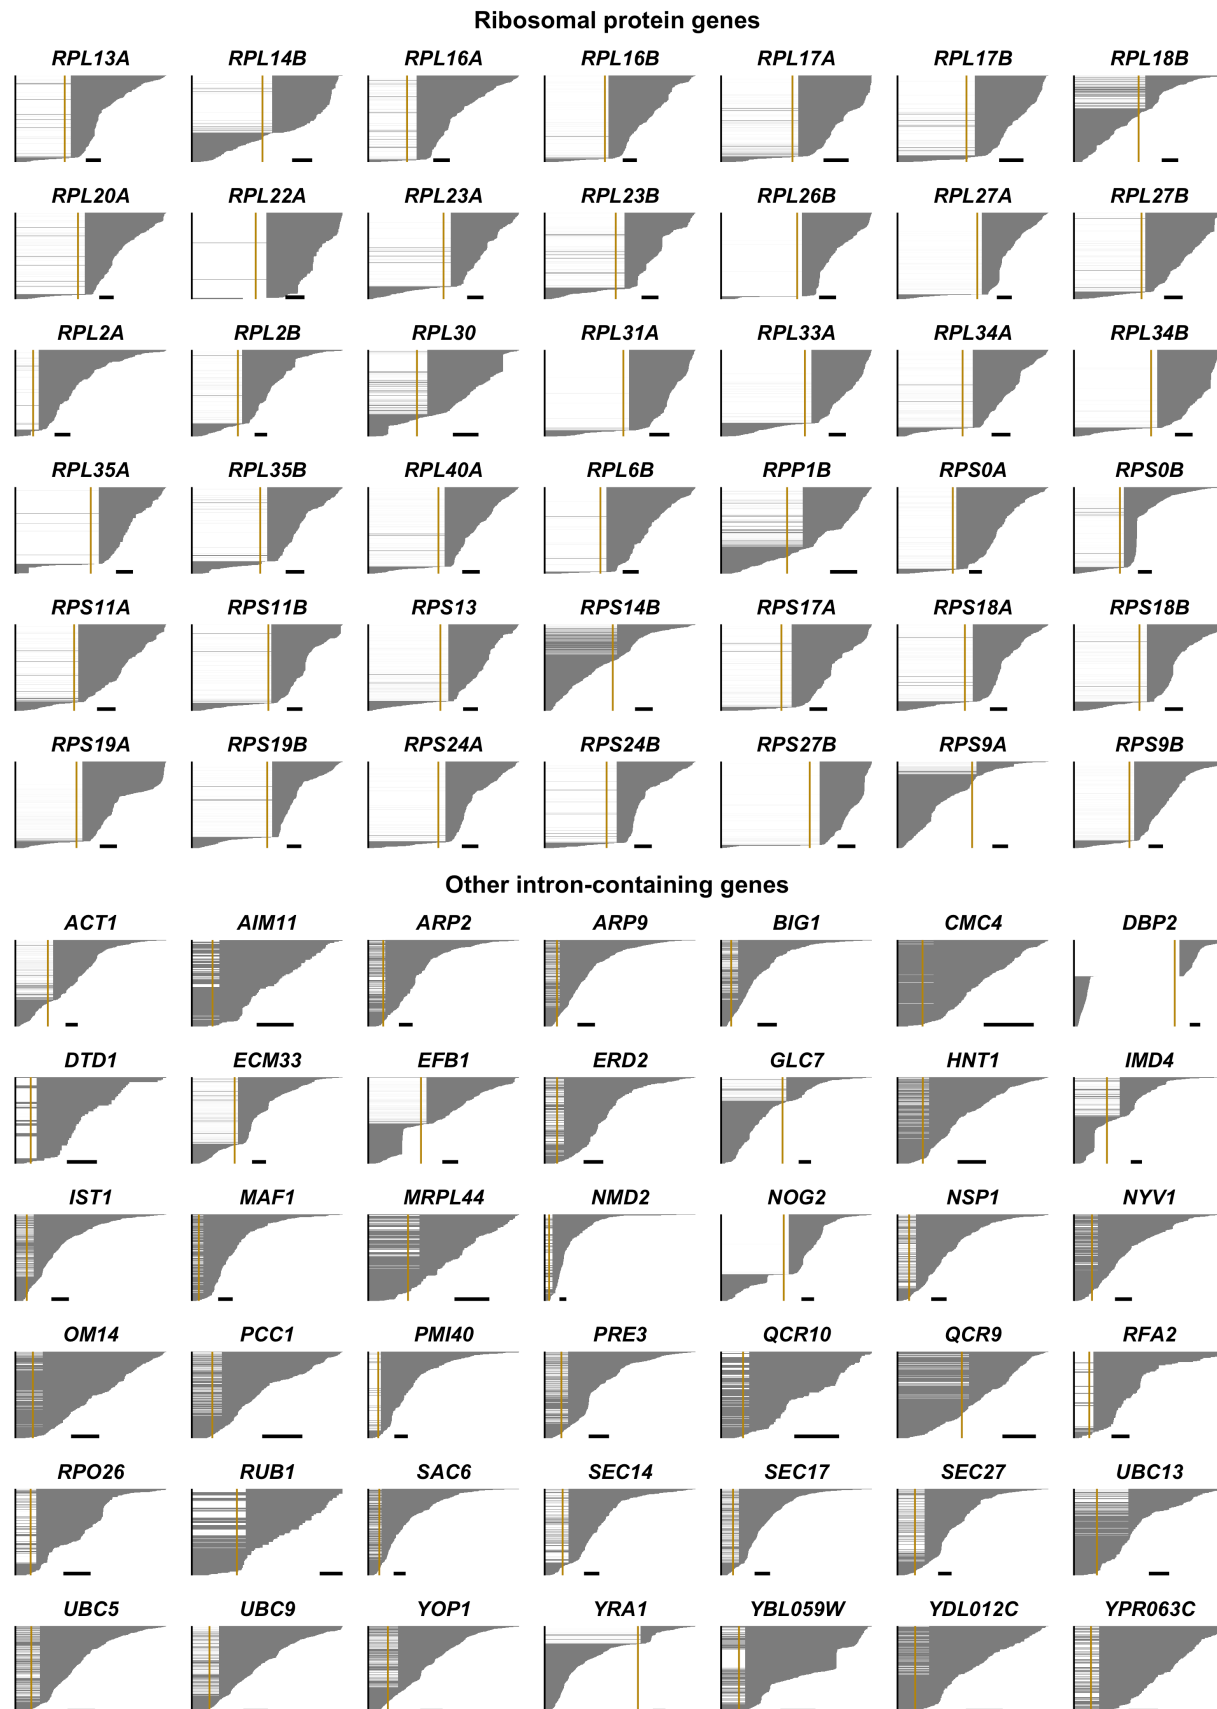 Ribosomal protein genes
RPL13A RPL14B RPL16A RPL16B RPL17A RPL17B RPL18B
RPL20A RPL22A RPL23A RPL23B RPL26B RPL27A RPL27B
RPL2A RPL2B RPL30 RPL31A RPL33A RPL34A RPL34B
RPL35A RPL35B RPL40A RPL6B RPP1B RPS0A RPS0B
RPS11A RPS11B RPS13 RPS14B RPS17A RPS18A RPS18B
RPS19A RPS19B RPS24A RPS24B RPS27B RPS9A RPS9B
Other intron-containing genes
ACT1 AIM11 ARP2 ARP9 BIG1 CMC4 DBP2
DTD1 ECM33 EFB1 ERD2 GLC7 HNT1 IMD4
IST1 MAF1 MRPL44 NMD2 NOG2 NSP1 NYV1
OM14 PCC1 PMI40 PRE3 QCR10 QCR9 RFA2
RPO26 RUB1 SAC6 SEC14 SEC17 SEC27 UBC13
UBC5 UBC9 YOP1 YRA1 YBL059W YDL012C YPR063C